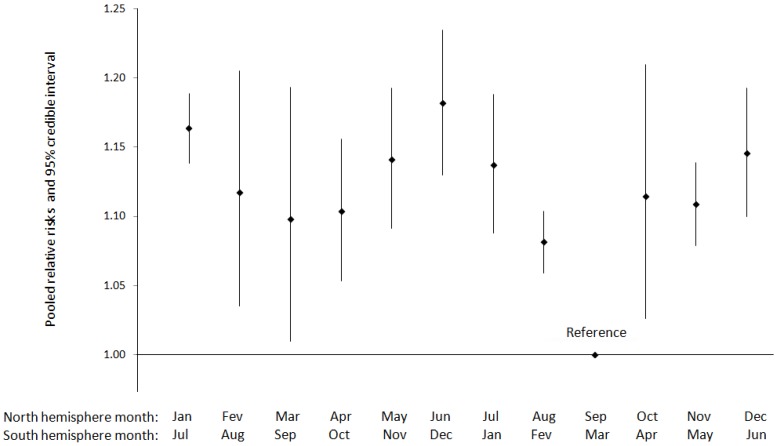 Pooled relative risks and 95% credible interval
1.25
1.20
1.15
1.10
1.05
1.00
Reference
North hemisphere month: Jan Fev Mar Apr May Jun Jul Aug Sep Oct Nov Dec
South hemisphere month: Jul Aug Sep Oct Nov Dec Jan Fev Mar Apr May Jun